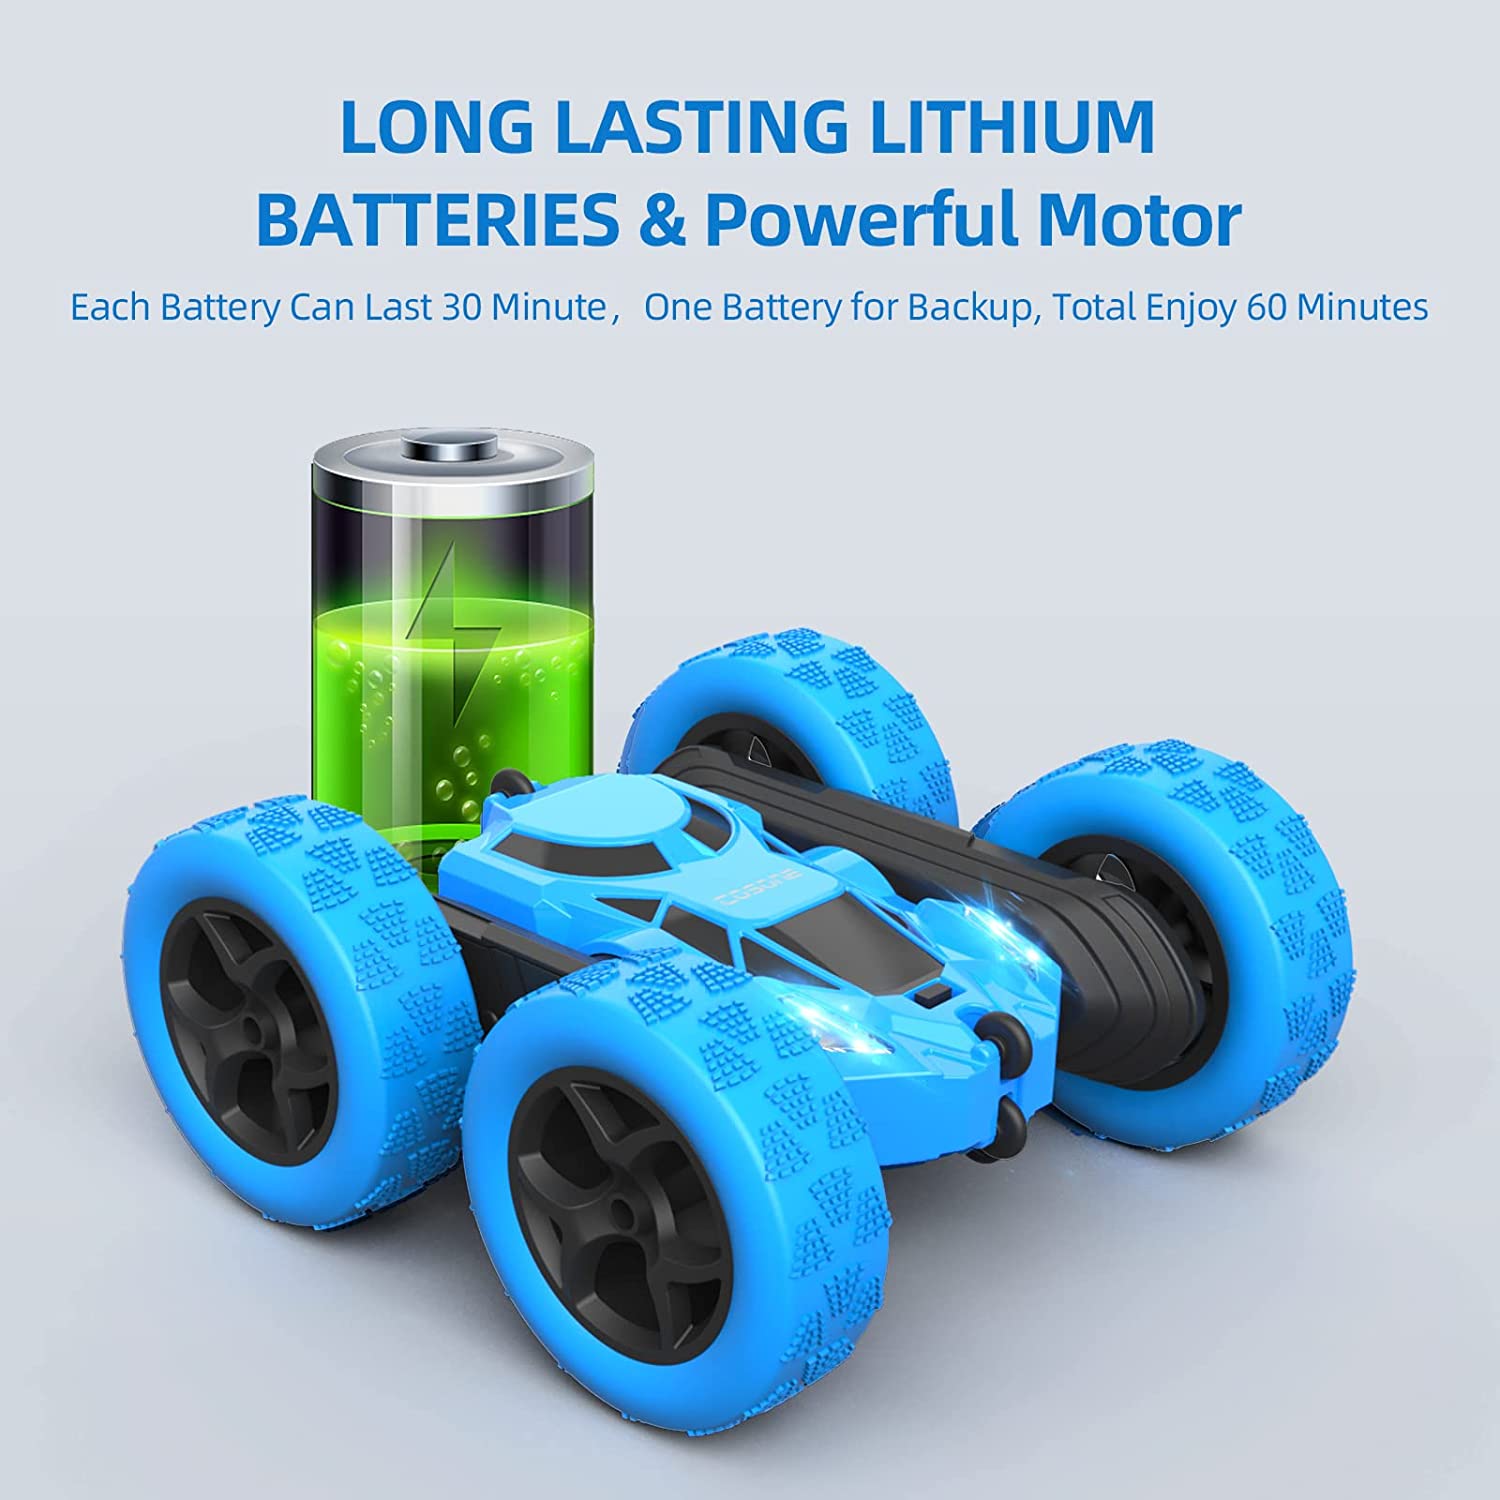 LONG LASTING LITHIUM
BATTERIES & Powerful Motor
Each Battery Can Last 30 Minute，One Battery for Backup, Total Enjoy 60 Minutes
COSONE